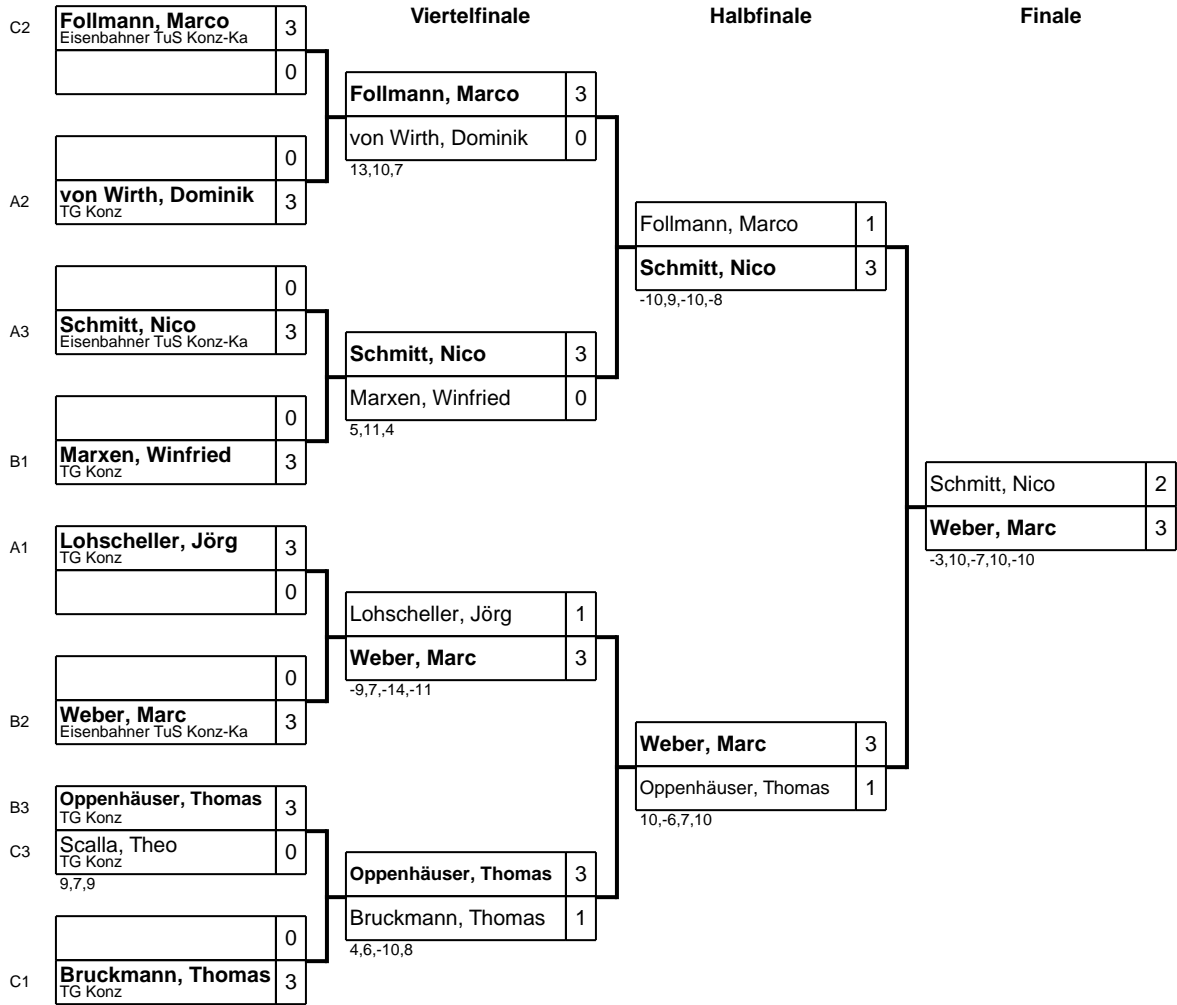 Viertelfinale
Halbfinale
Finale
C2
Follmann, Marco 3
Eisenbahner TuS Konz-Ka
0
0
A2
von Wirth, Dominik 3
TG Konz
0
A3
Schmitt, Nico 3
Eisenbahner TuS Konz-Ka
0
B1
Marxen, Winfried 3
TG Konz
A1
Lohscheller, Jörg 3
TG Konz
0
0
B2
Weber, Marc 3
Eisenbahner TuS Konz-Ka
B3
Oppenhäuser, Thomas 3
TG Konz
C3
Scalla, Theo 0
TG Konz
9,7,9
0
C1
Bruckmann, Thomas 3
TG Konz
Follmann, Marco 3
von Wirth, Dominik 0
13,10,7
Schmitt, Nico 3
Marxen, Winfried 0
5,11,4
Lohscheller, Jörg 1
Weber, Marc 3
-9,7,-14,-11
Oppenhäuser, Thomas 3
Bruckmann, Thomas 1
4,6,-10,8
Follmann, Marco 1
Schmitt, Nico 3
-10,9,-10,-8
Weber, Marc 3
Oppenhäuser, Thomas 1
10,-6,7,10
Schmitt, Nico 2
Weber, Marc 3
-3,10,-7,10,-10